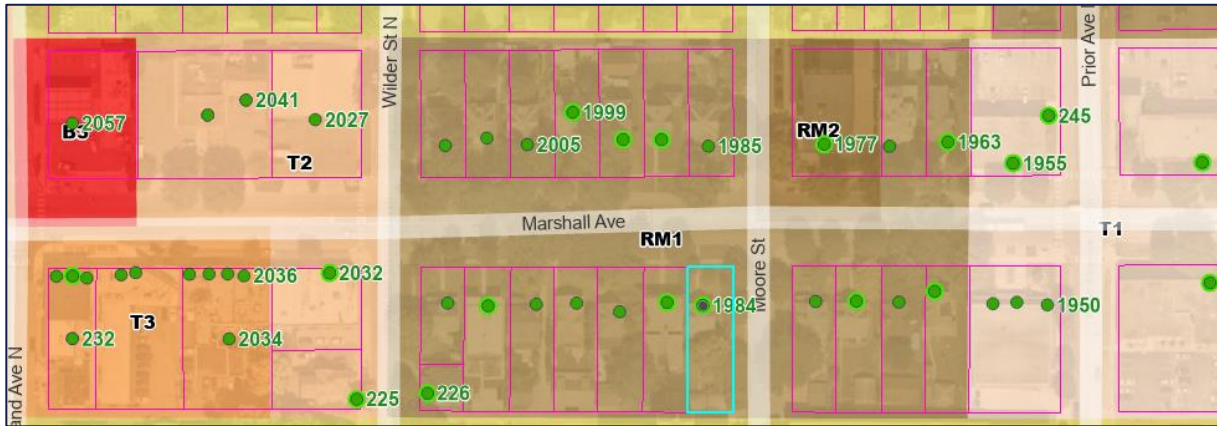 Wilder St N
Prior Ave
2041
2057
2027
B3
T2
1999
2005
1985
RM2
1977
1963
245
1955
Marshall Ave
RM1
Moore St
T1
2032
2036
1984
1950
T3
232
2034
and Ave N
225
226